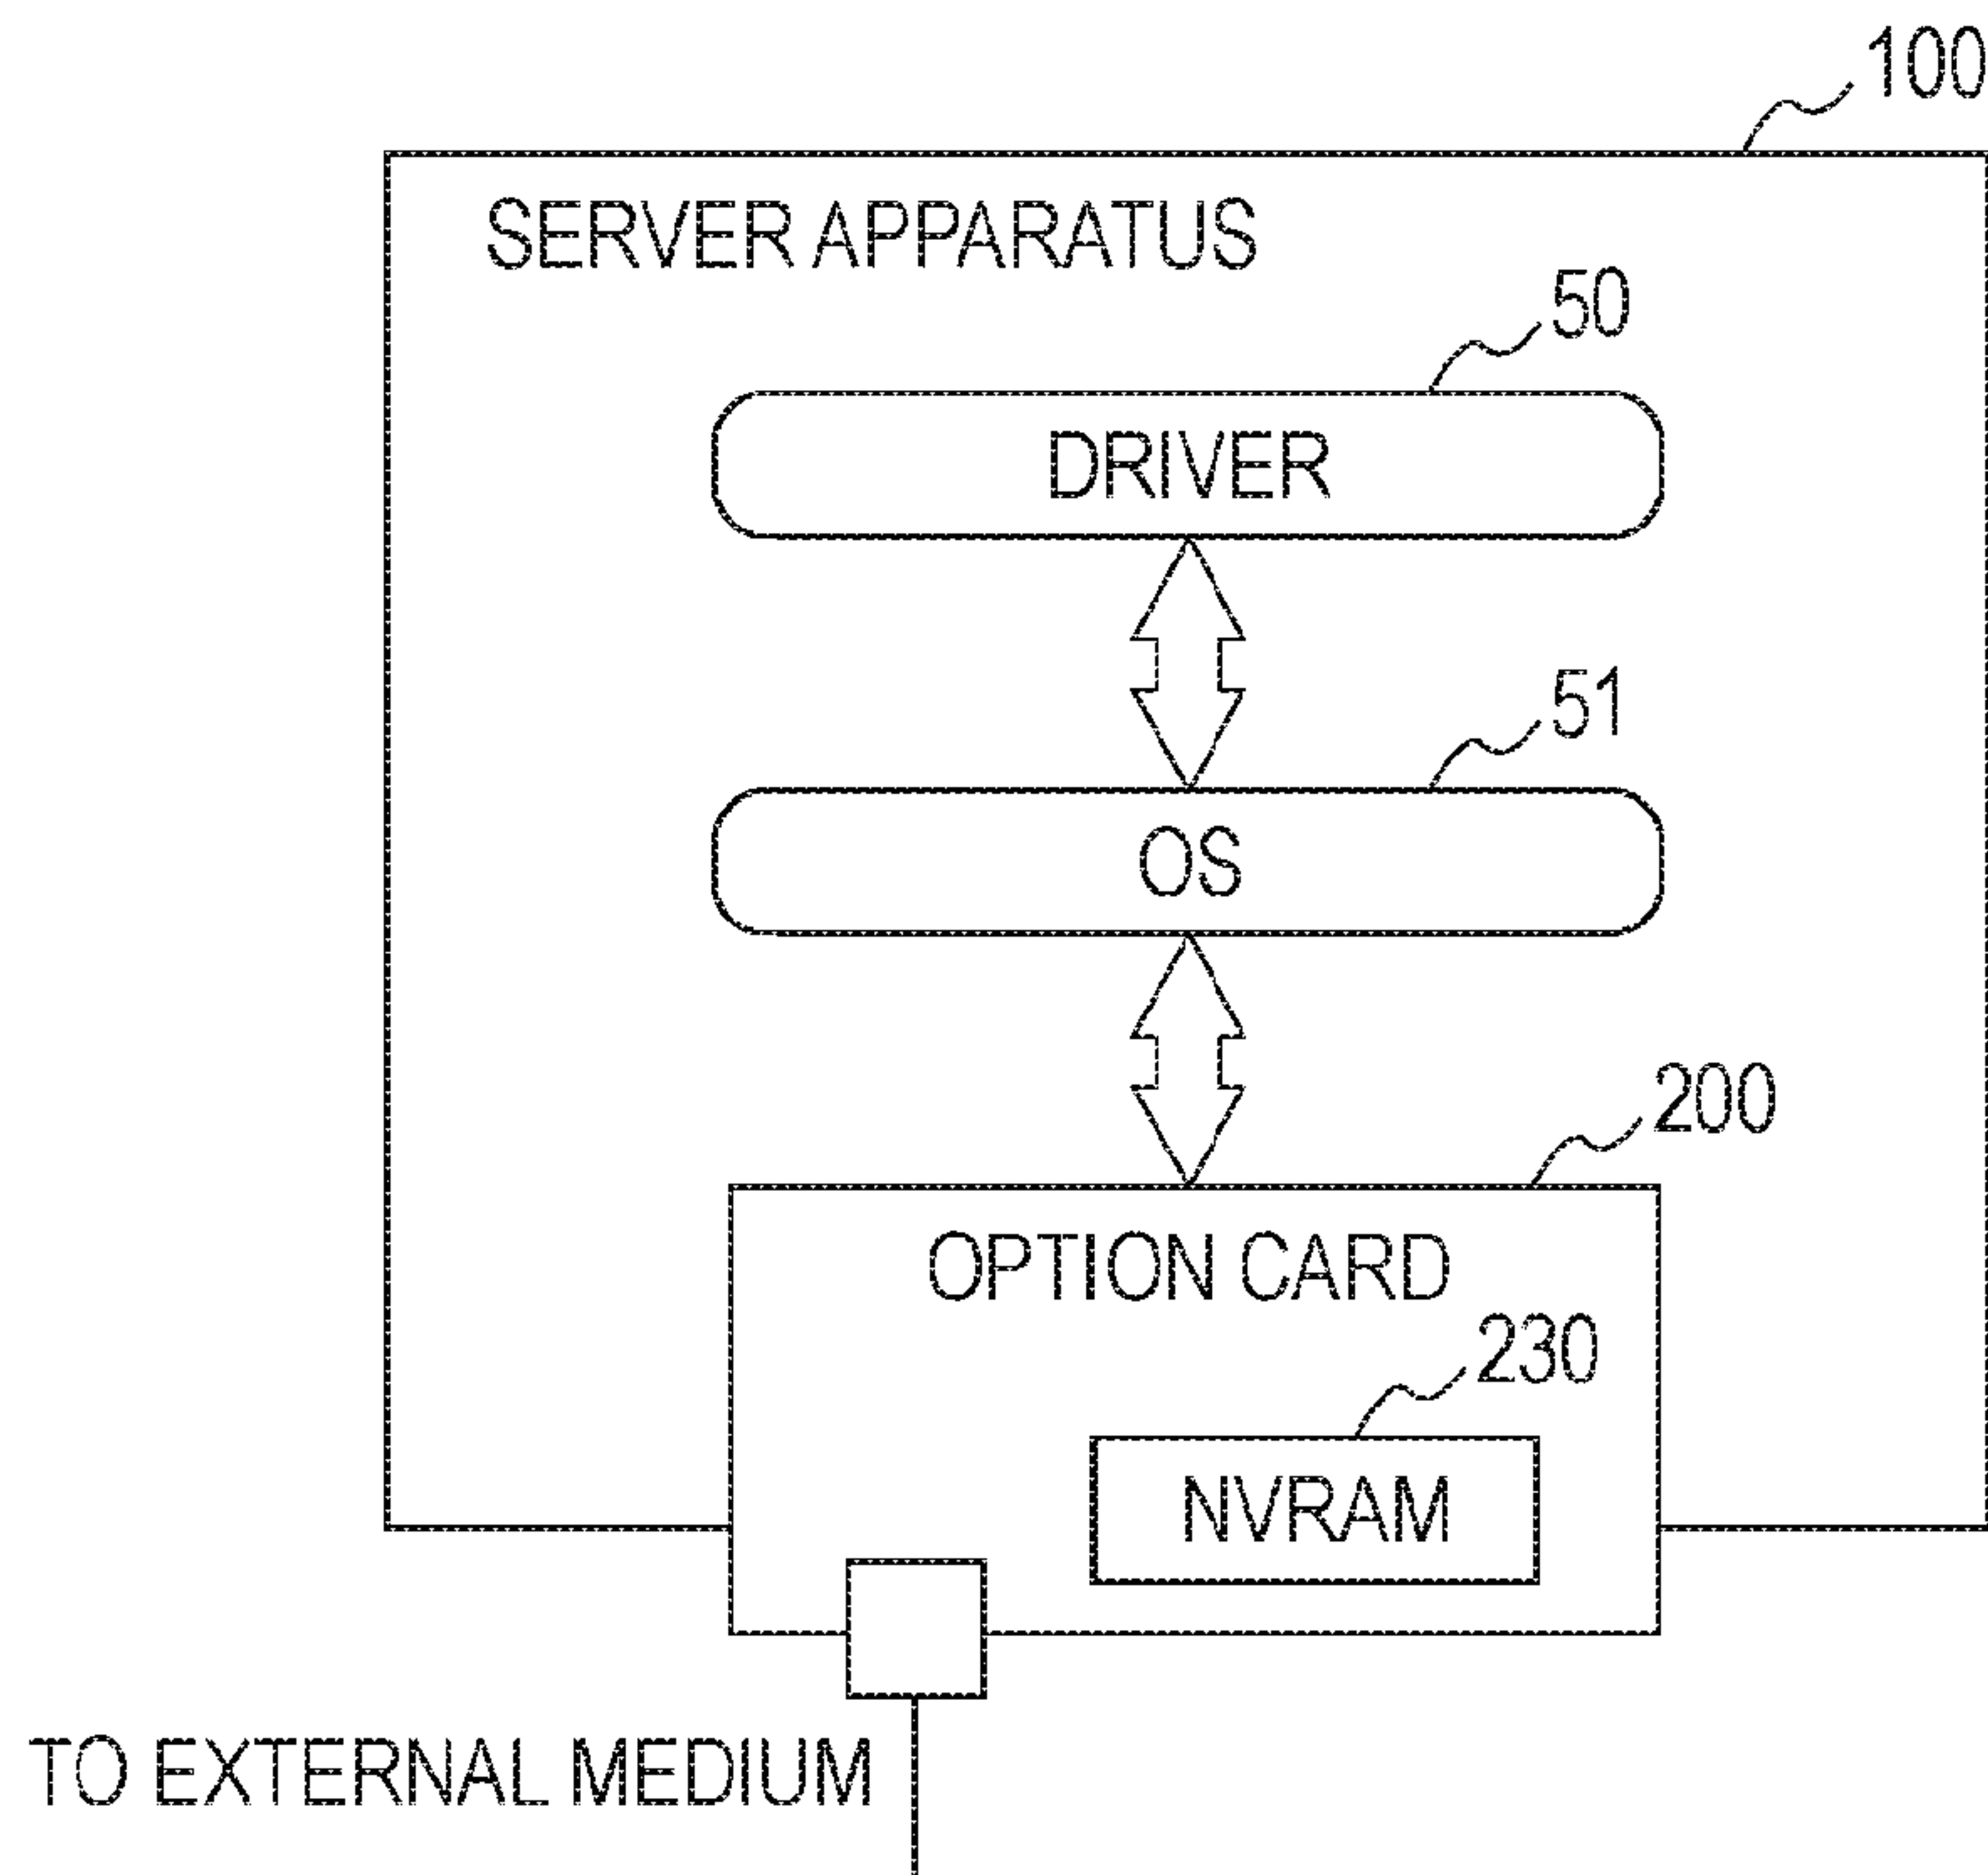 100
SERVER APPARATUS
50
DRIVER
51
OS
200
OPTION CARD
230
NVRAM
TO EXTERNAL MEDIUM